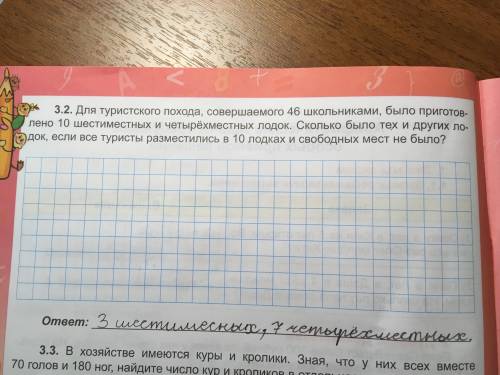 3.2. Для туристского похода, совершаемого 46 школьниками, было приготов-
лено 10 шестиместных и четырёхместных лодок. Сколько было тех и других ло-
док, если все туристы разместились в 10 лодках и свободных мест не было?
Ответ: 3 шестимесных, 7 четырёхместных.
3.3. В хозяйстве имеются куры и кролики. Зная, что у них всех вместе
70 голов и 180 ног, найдите число кур и кроликов